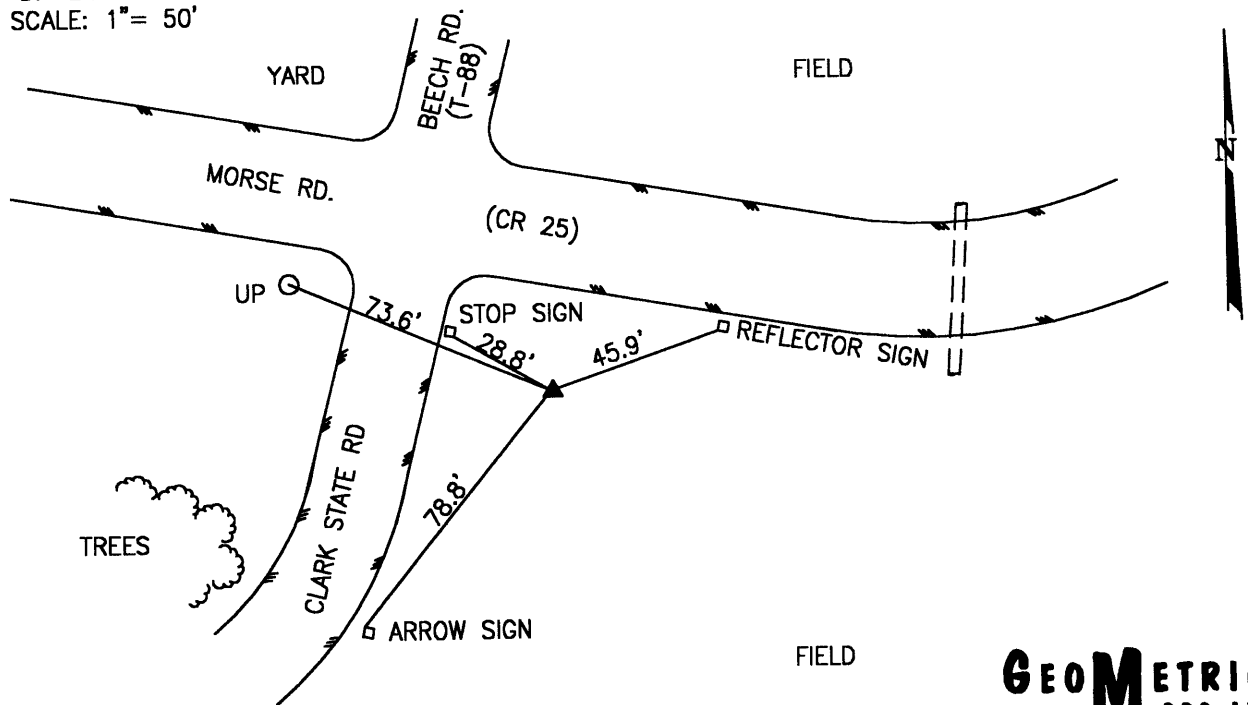 SCALE: 1"= 50'
YARD
BEECH RD.
(T-88)
FIELD
N
MORSE RD.
(CR 25)
UP
73.6'
STOP SIGN
28.8'
45.9'
REFLECTOR SIGN
78.8'
CLARK STATE RD
TREES
ARROW SIGN
FIELD